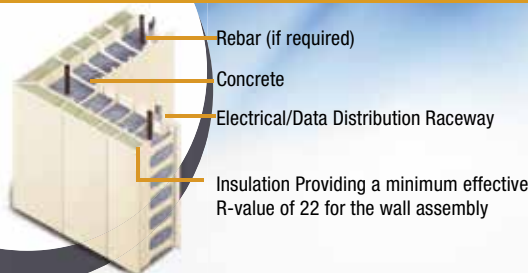 Rebar (if required)
Concrete
Electrical/Data Distribution Raceway
Insulation Providing a minimum effective
R-value of 22 for the wall assembly